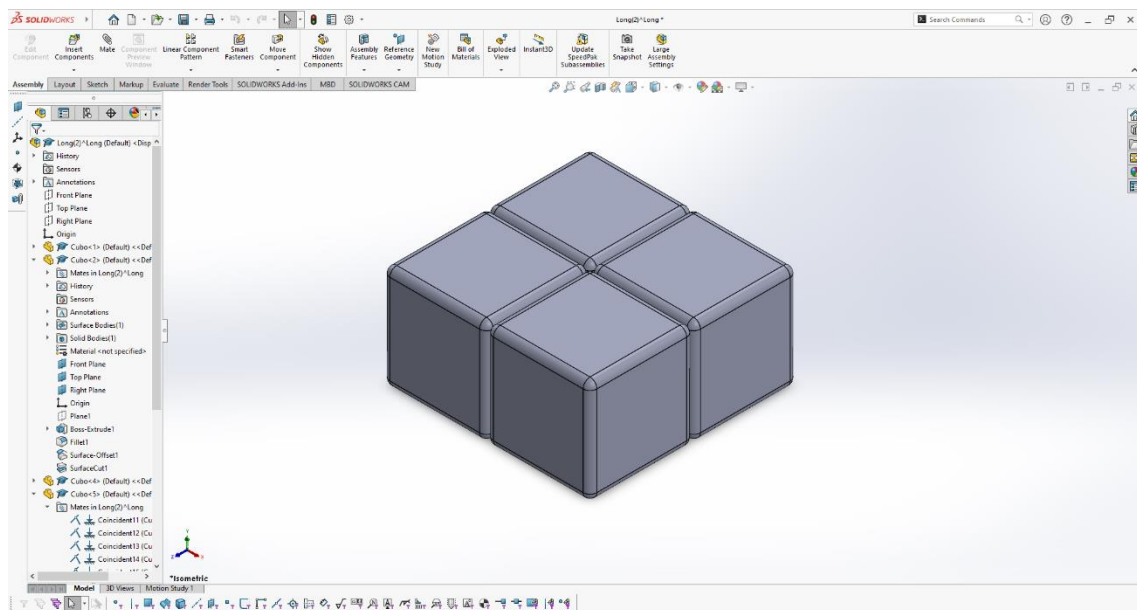 SOLIDWORKS
Long(2)^Long *
Search Commands
Edit Component
Insert Components
Mate
Component Preview Window
Linear Component Pattern
Smart Fasteners
Move Component
Show Hidden Components
Assembly Features
Reference Geometry
New Motion Study
Bill of Materials
Exploded View
Instant3D
Update SpeedPak Subassemblies
Take Snapshot
Large Assembly Settings
Assembly Layout Sketch Markup Evaluate Render Tools SOLIDWORKS Add-Ins MBD SOLIDWORKS CAM
Long(2)^Long (Default) <Disp
History
Sensors
Annotations
Front Plane
Top Plane
Right Plane
Origin
Cubo<1> (Default) <<Def
Cubo<2> (Default) <<Def
Mates in Long(2)^Long
History
Sensors
Annotations
Surface Bodies(1)
Solid Bodies(1)
Material <not specified>
Front Plane
Top Plane
Right Plane
Origin
Plane1
Boss-Extrude1
Fillet1
Surface-Offset1
SurfaceCut1
Cubo<4> (Default) <<Def
Cubo<5> (Default) <<Def
Mates in Long(2)^Long
Coincident11 (Cu
Coincident12 (Cu
Coincident13 (Cu
Coincident14 (Cu
*Isometric
Model 3D Views Motion Study 1